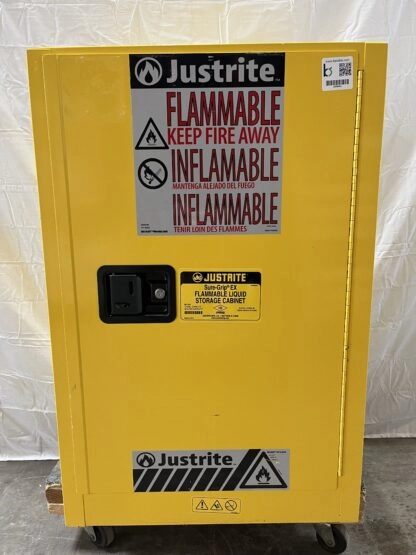 Justrite
FLAMMABLE
KEEP FIRE AWAY
INFLAMABLE
MANTENGA ALEJADO DEL FUEGO
INFLAMMABLE
TENIR LOIN DES FLAMMES
JUSTRITE
Sure-Grip® EX
FLAMMABLE LIQUID
STORAGE CABINET
Justrite